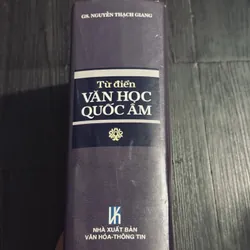 GS. NGUYỄN THẠCH GIANG
Từ điển
VĂN HỌC
QUỐC ÂM
NHÀ XUẤT BẢN
VĂN HÓA-THÔNG TIN